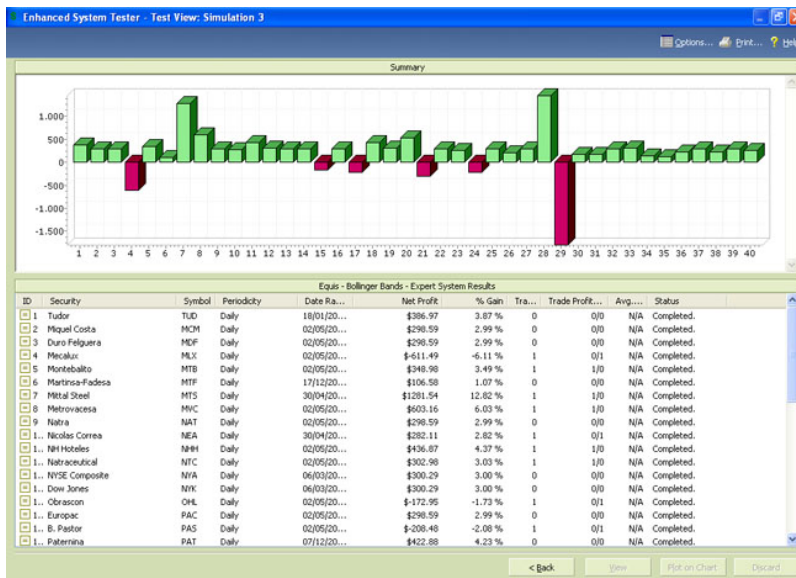 Enhanced System Tester - Test View: Simulation 3
Options... Print... ? Help
Summary
1.000
500
0
-500
-1.000
-1.500
1 2 3 4 5 6 7 8 9 10 11 12 13 14 15 16 17 18 19 20 21 22 23 24 25 26 27 28 29 30 31 32 33 34 35 36 37 38 39 40
Equis - Bollinger Bands - Expert System Results
ID Security Symbol Periodicity Date Ra... Net Profit % Gain Tra... Trade Profit... Avg.... Status
1 Tudor TUD Daily 18/01/20... $386.97 3.87 % 0 0/0 N/A Completed.
2 Miquel Costa MCM Daily 02/05/20... $298.59 2.99 % 0 0/0 N/A Completed.
3 Duro Felguera MDF Daily 02/05/20... $298.59 2.99 % 0 0/0 N/A Completed.
4 Mecalux MLX Daily 02/05/20... $-611.49 -6.11 % 1 0/1 N/A Completed.
5 Montebalito MTB Daily 02/05/20... $348.98 3.49 % 1 1/0 N/A Completed.
6 Martinsa-Fadesa MTF Daily 17/12/20... $106.58 1.07 % 0 0/0 N/A Completed.
7 Mittal Steel MTS Daily 30/04/20... $1281.54 12.82 % 1 1/0 N/A Completed.
8 Metrovacesa MVC Daily 02/05/20... $603.16 6.03 % 1 1/0 N/A Completed.
9 Natra NAT Daily 02/05/20... $298.59 2.99 % 0 0/0 N/A Completed.
1.. Nicolas Correa NEA Daily 30/04/20... $282.11 2.82 % 1 0/1 N/A Completed.
1.. NH Hoteles NHH Daily 02/05/20... $436.87 4.37 % 1 1/0 N/A Completed.
1.. Natraceutical NTC Daily 02/05/20... $302.98 3.03 % 1 1/0 N/A Completed.
1.. NYSE Composite NYA Daily 06/03/20... $300.29 3.00 % 0 0/0 N/A Completed.
1.. Dow Jones NYK Daily 06/03/20... $300.29 3.00 % 0 0/0 N/A Completed.
1.. Obrascon OHL Daily 02/05/20... $-172.95 -1.73 % 1 0/1 N/A Completed.
1.. Europac PAC Daily 02/05/20... $298.59 2.99 % 0 0/0 N/A Completed.
1.. B. Pastor PAS Daily 02/05/20... $-208.48 -2.08 % 1 0/1 N/A Completed.
1.. Paternina PAT Daily 07/12/20... $422.88 4.23 % 0 0/0 N/A Completed.
< Back View Plot on Chart Discard